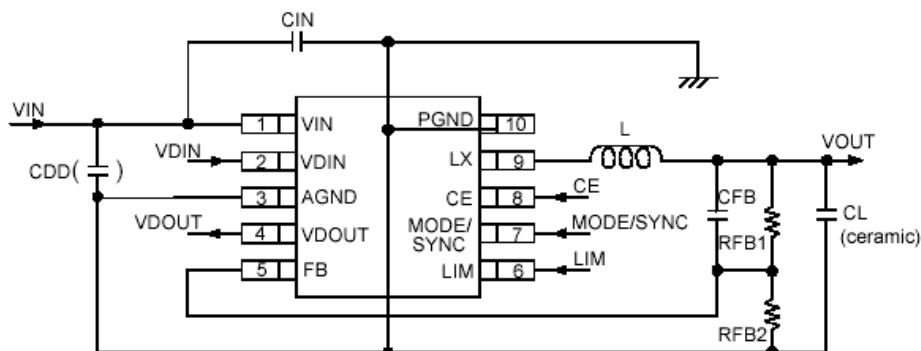 CIN
VIN
1 VIN
PGND 10
L
VOUT
VDIN
2 VDIN
LX 9
CDD( )
CE
3 AGND
CE 8
CFB
CL
(ceramic)
VDOUT
4 VDOUT
MODE/
SYNC
7
MODE/SYNC
RFB1
5 FB
LIM 6
LIM
RFB2